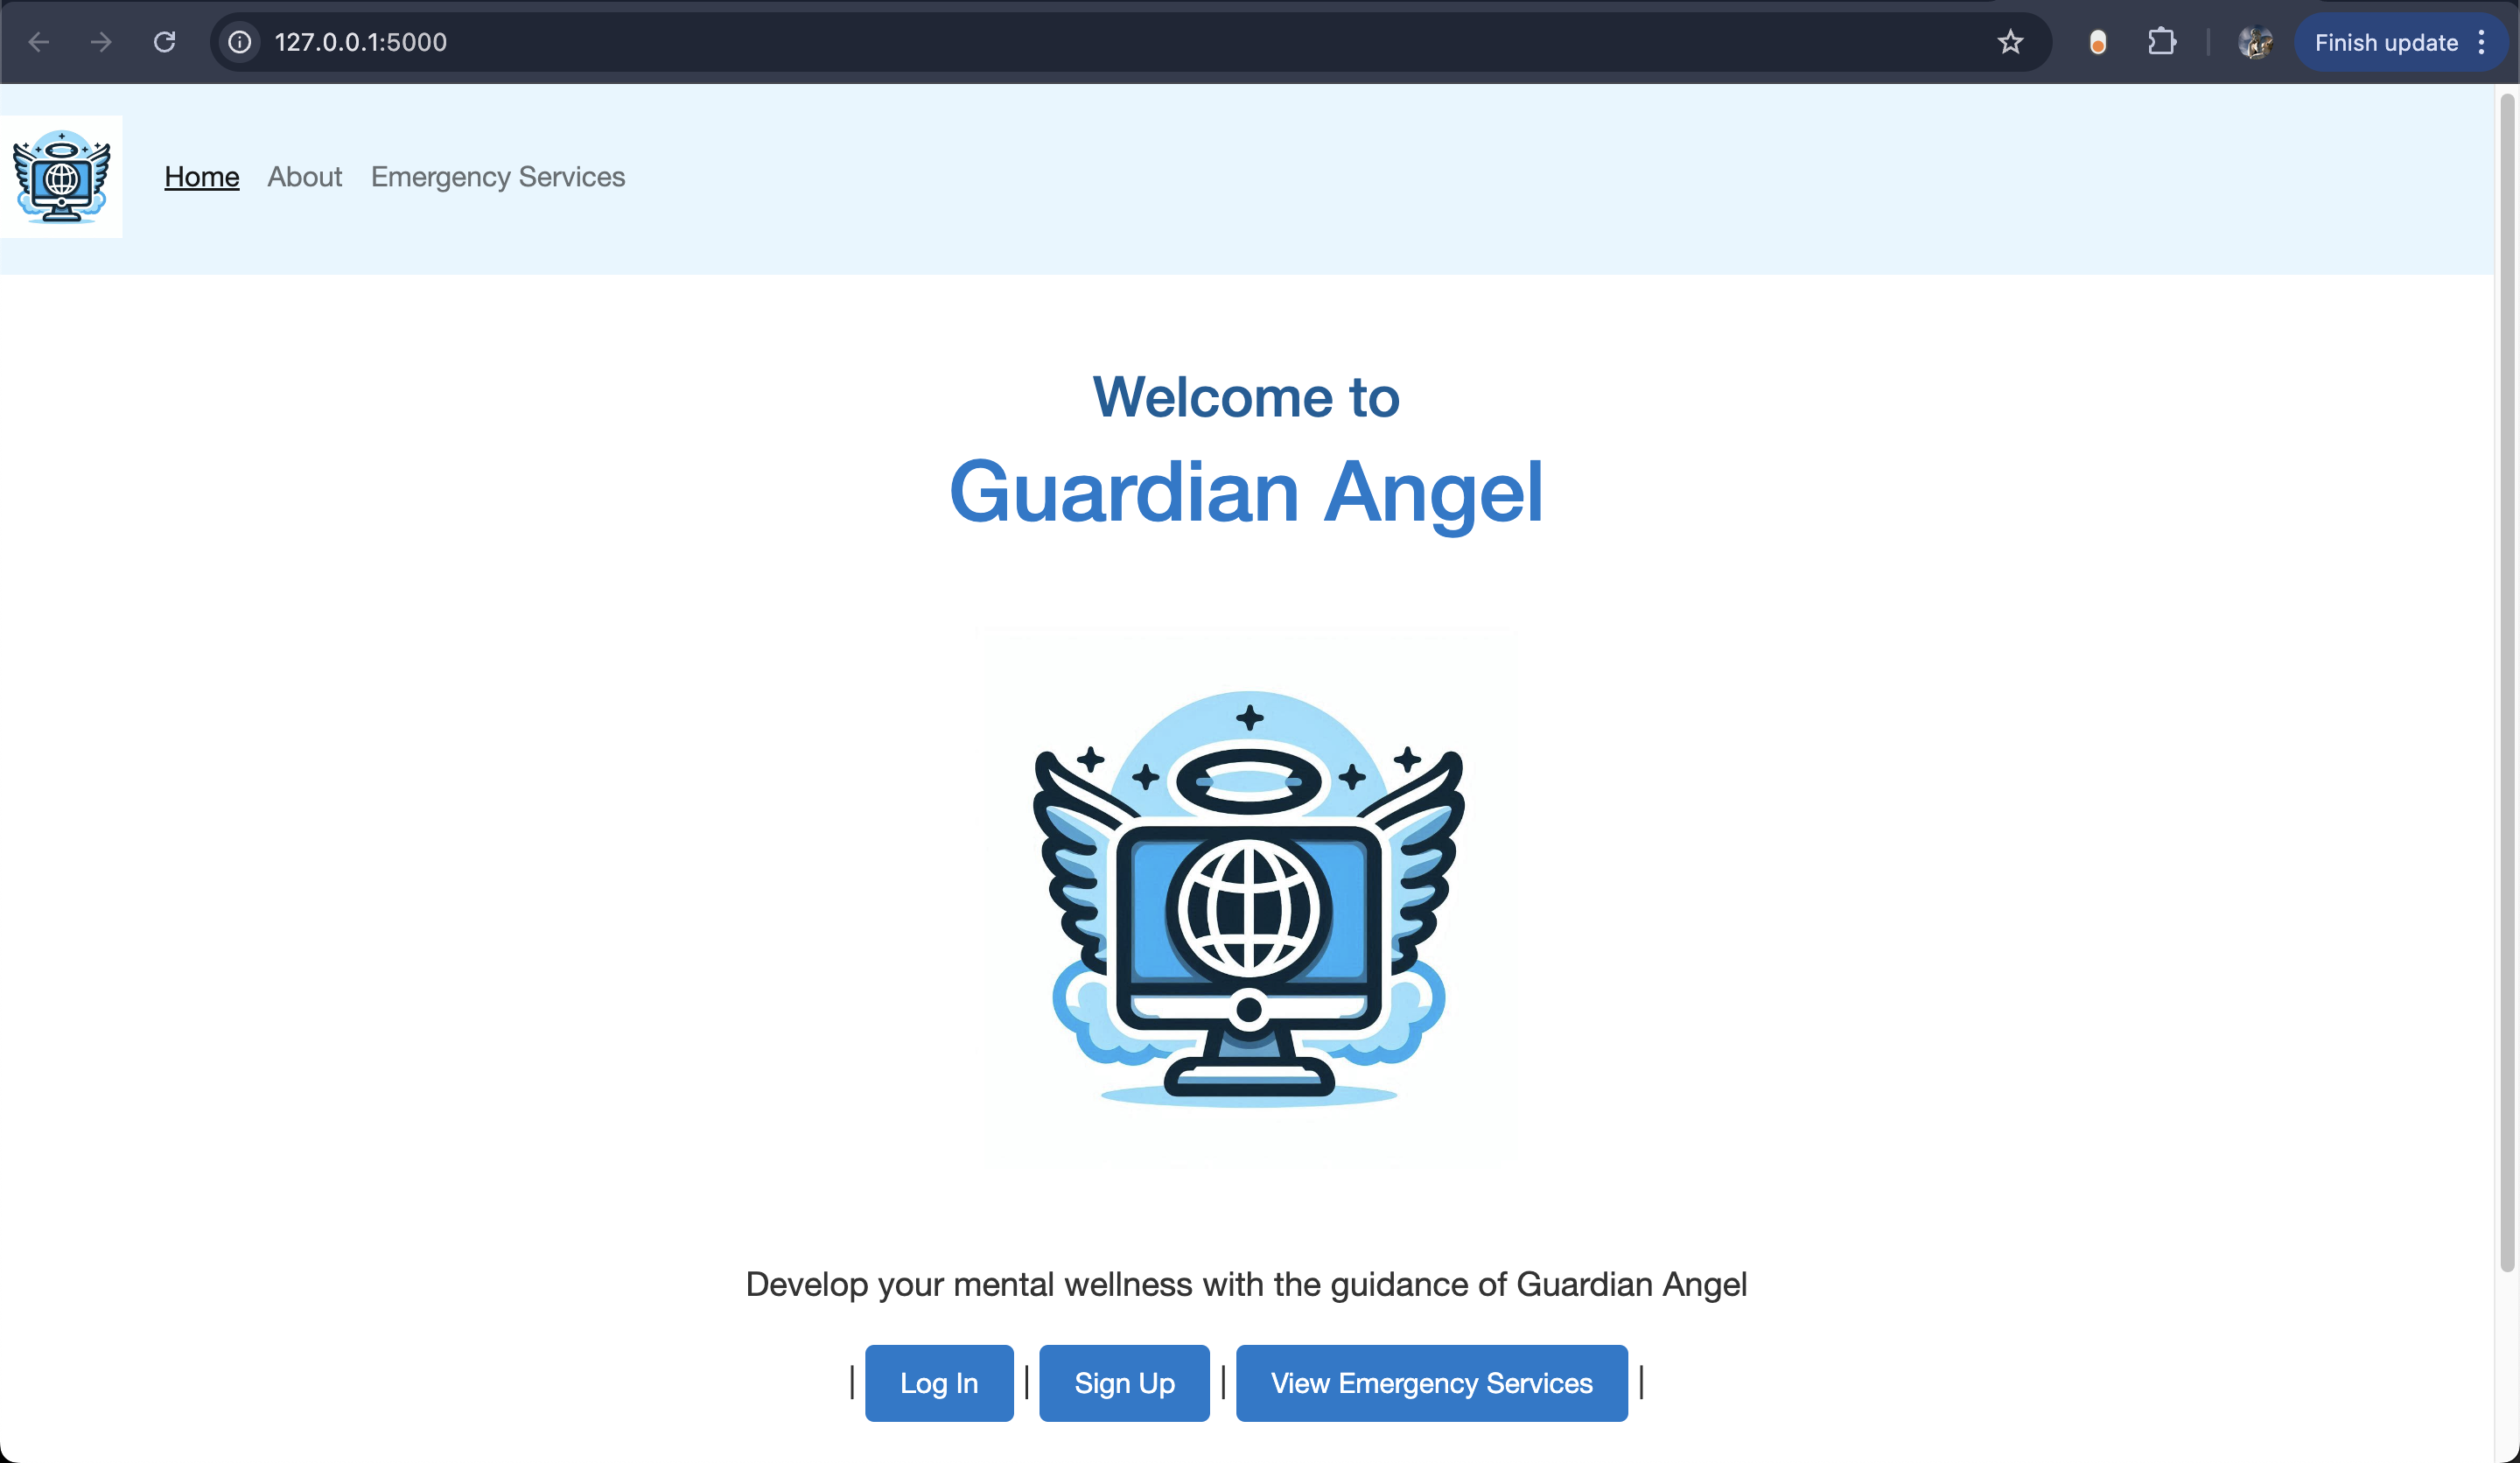 127.0.0.1:5000
Finish update
Home About Emergency Services
Welcome to
Guardian Angel
Develop your mental wellness with the guidance of Guardian Angel
| Log In | Sign Up | View Emergency Services |